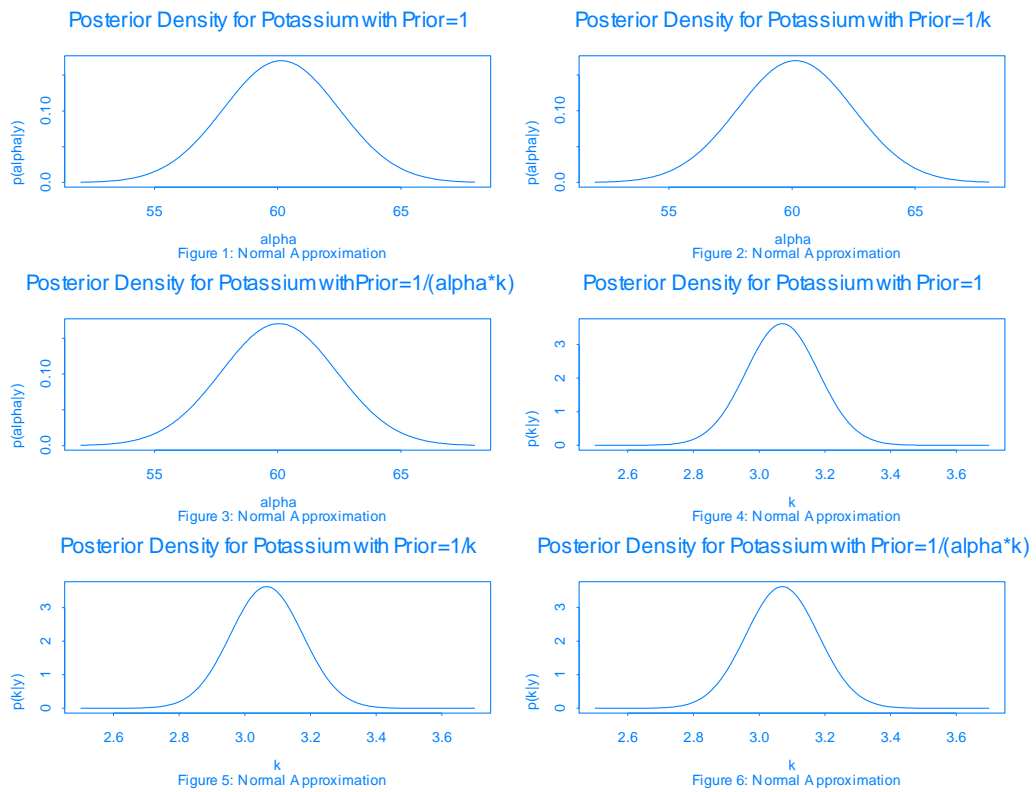 Posterior Density for Potassium with Prior=1
p(alpha|y)
0.0
0.10
55
60
65
alpha
Figure 1: Normal Approximation
Posterior Density for Potassium with Prior=1/k
p(alpha|y)
0.0
0.10
55
60
65
alpha
Figure 2: Normal Approximation
Posterior Density for Potassium withPrior=1/(alpha*k)
p(alpha|y)
0.0
0.10
55
60
65
alpha
Figure 3: Normal Approximation
Posterior Density for Potassium with Prior=1
p(k|y)
0
1
2
3
2.6
3.0
3.2
3.4
3.6
k
Figure 4: Normal Approximation
Posterior Density for Potassium with Prior=1/k
p(k|y)
0
1
2
3
2.6
2.8
3.0
3.2
3.4
3.6
k
Figure 5: Normal Approximation
Posterior Density for Potassium with Prior=1/(alpha*k)
p(k|y)
0
1
2
3
2.6
3.0
3.2
3.4
3.6
k
Figure 6: Normal Approximation